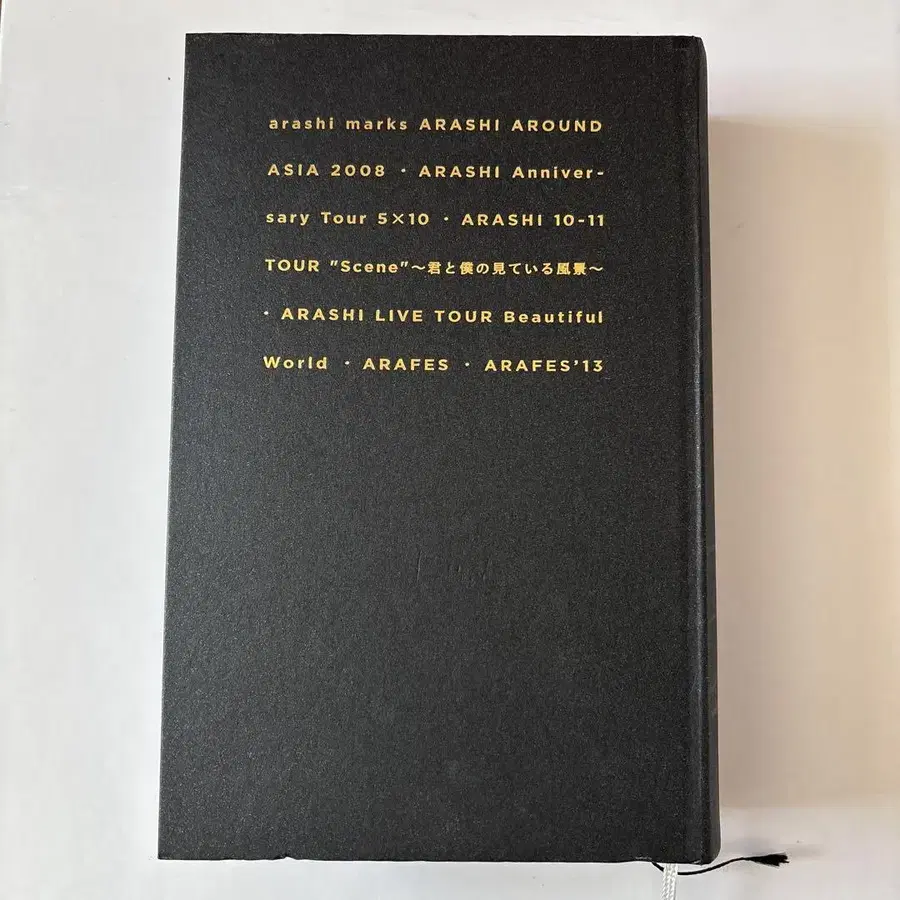 arashi marks ARASHI AROUND
ASIA 2008 · ARASHI Anniver-
sary Tour 5×10 · ARASHI 10-11
TOUR "Scene"～君と僕の見ている風景～
· ARASHI LIVE TOUR Beautiful
World · ARAFES · ARAFES'13